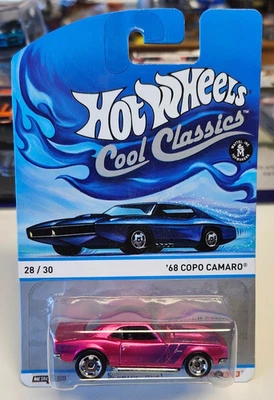 Hot Wheels
Cool Classics
28 / 30
'68 COPO CAMARO